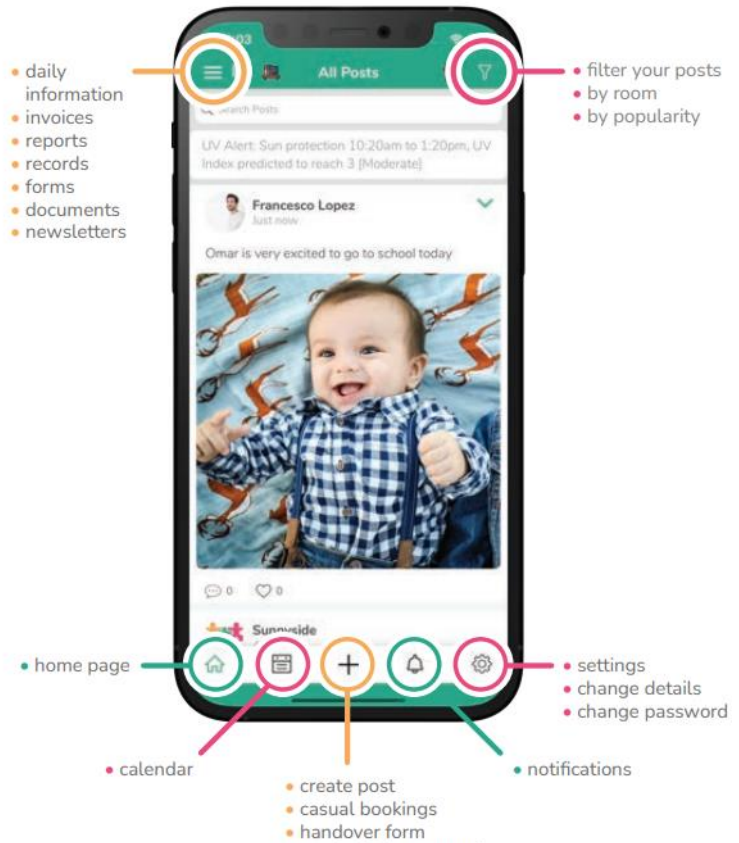 03
All Posts
• daily
information
• invoices
• reports
• records
• forms
• documents
• newsletters
• filter your posts
• by room
• by popularity
Search Posts
UV Alert: Sun protection 10:20am to 1:20pm, UV
Index predicted to reach 3 [Moderate]
Francesco Lopez
Just now
Omar is very excited to go to school today
0 0
Sunnyside
• home page
• settings
• change details
• change password
• calendar
• notifications
• create post
• casual bookings
• handover form